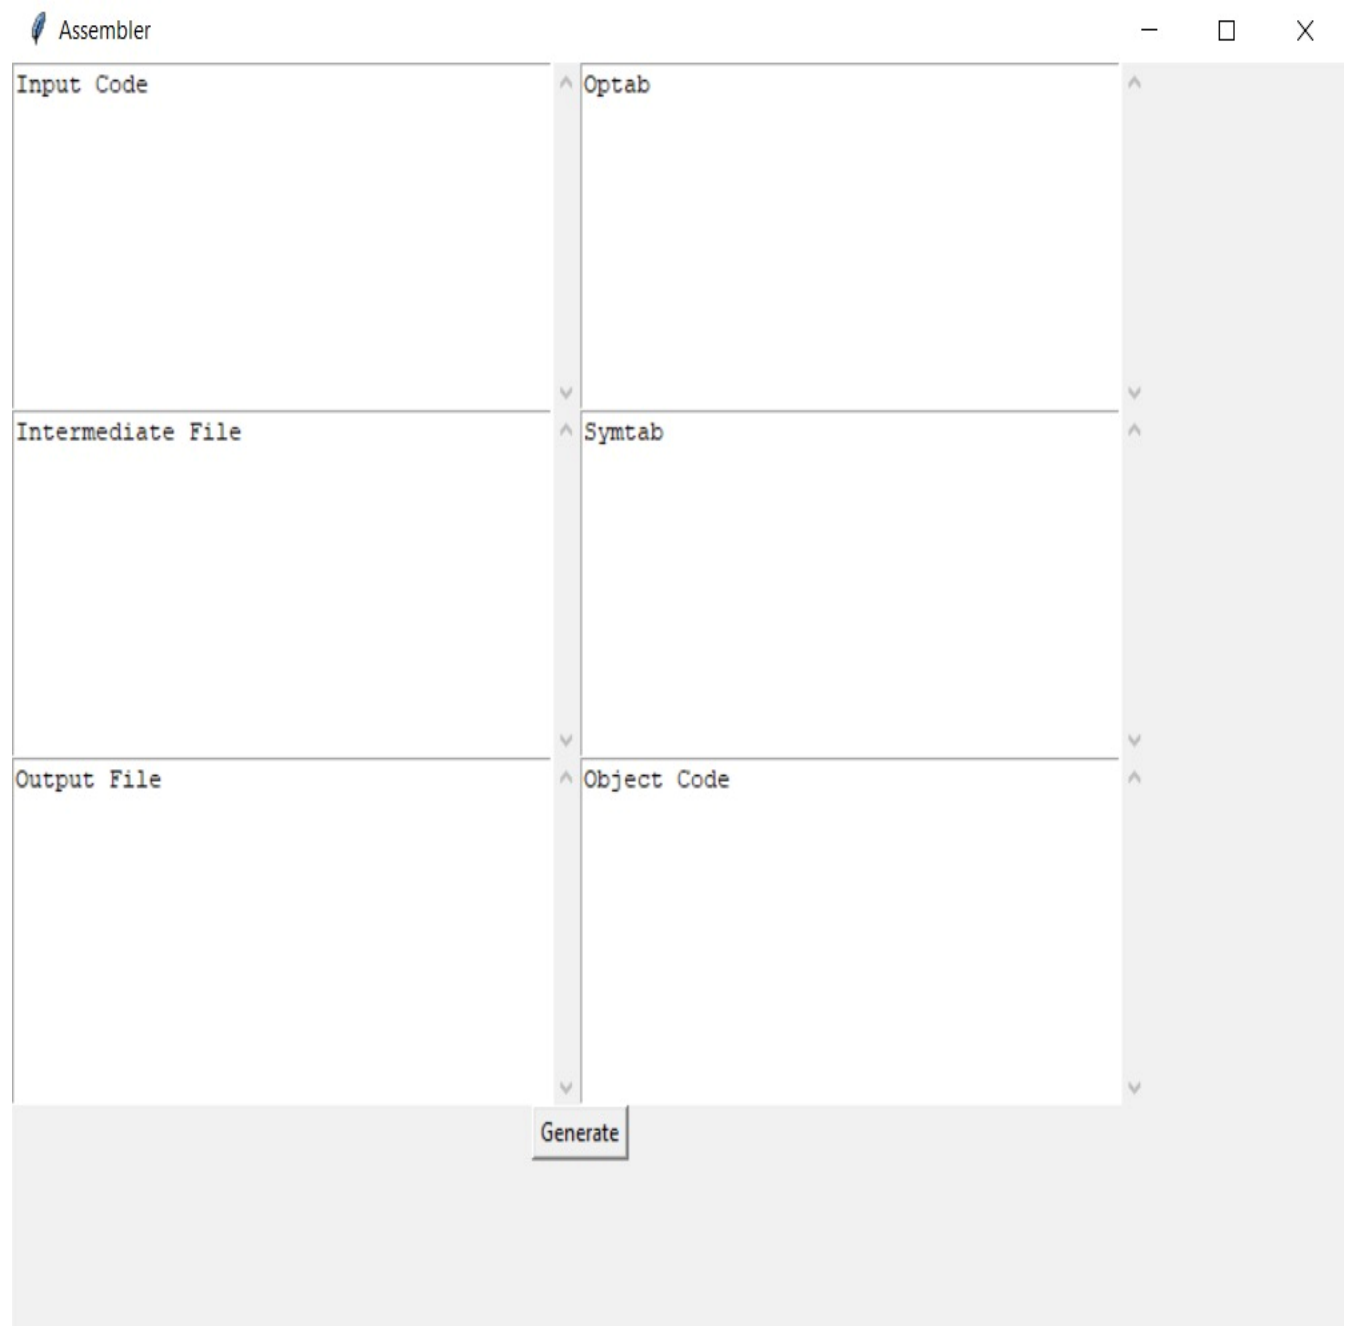 Assembler
Input Code
Optab
Intermediate File
Symtab
Output File
Object Code
Generate